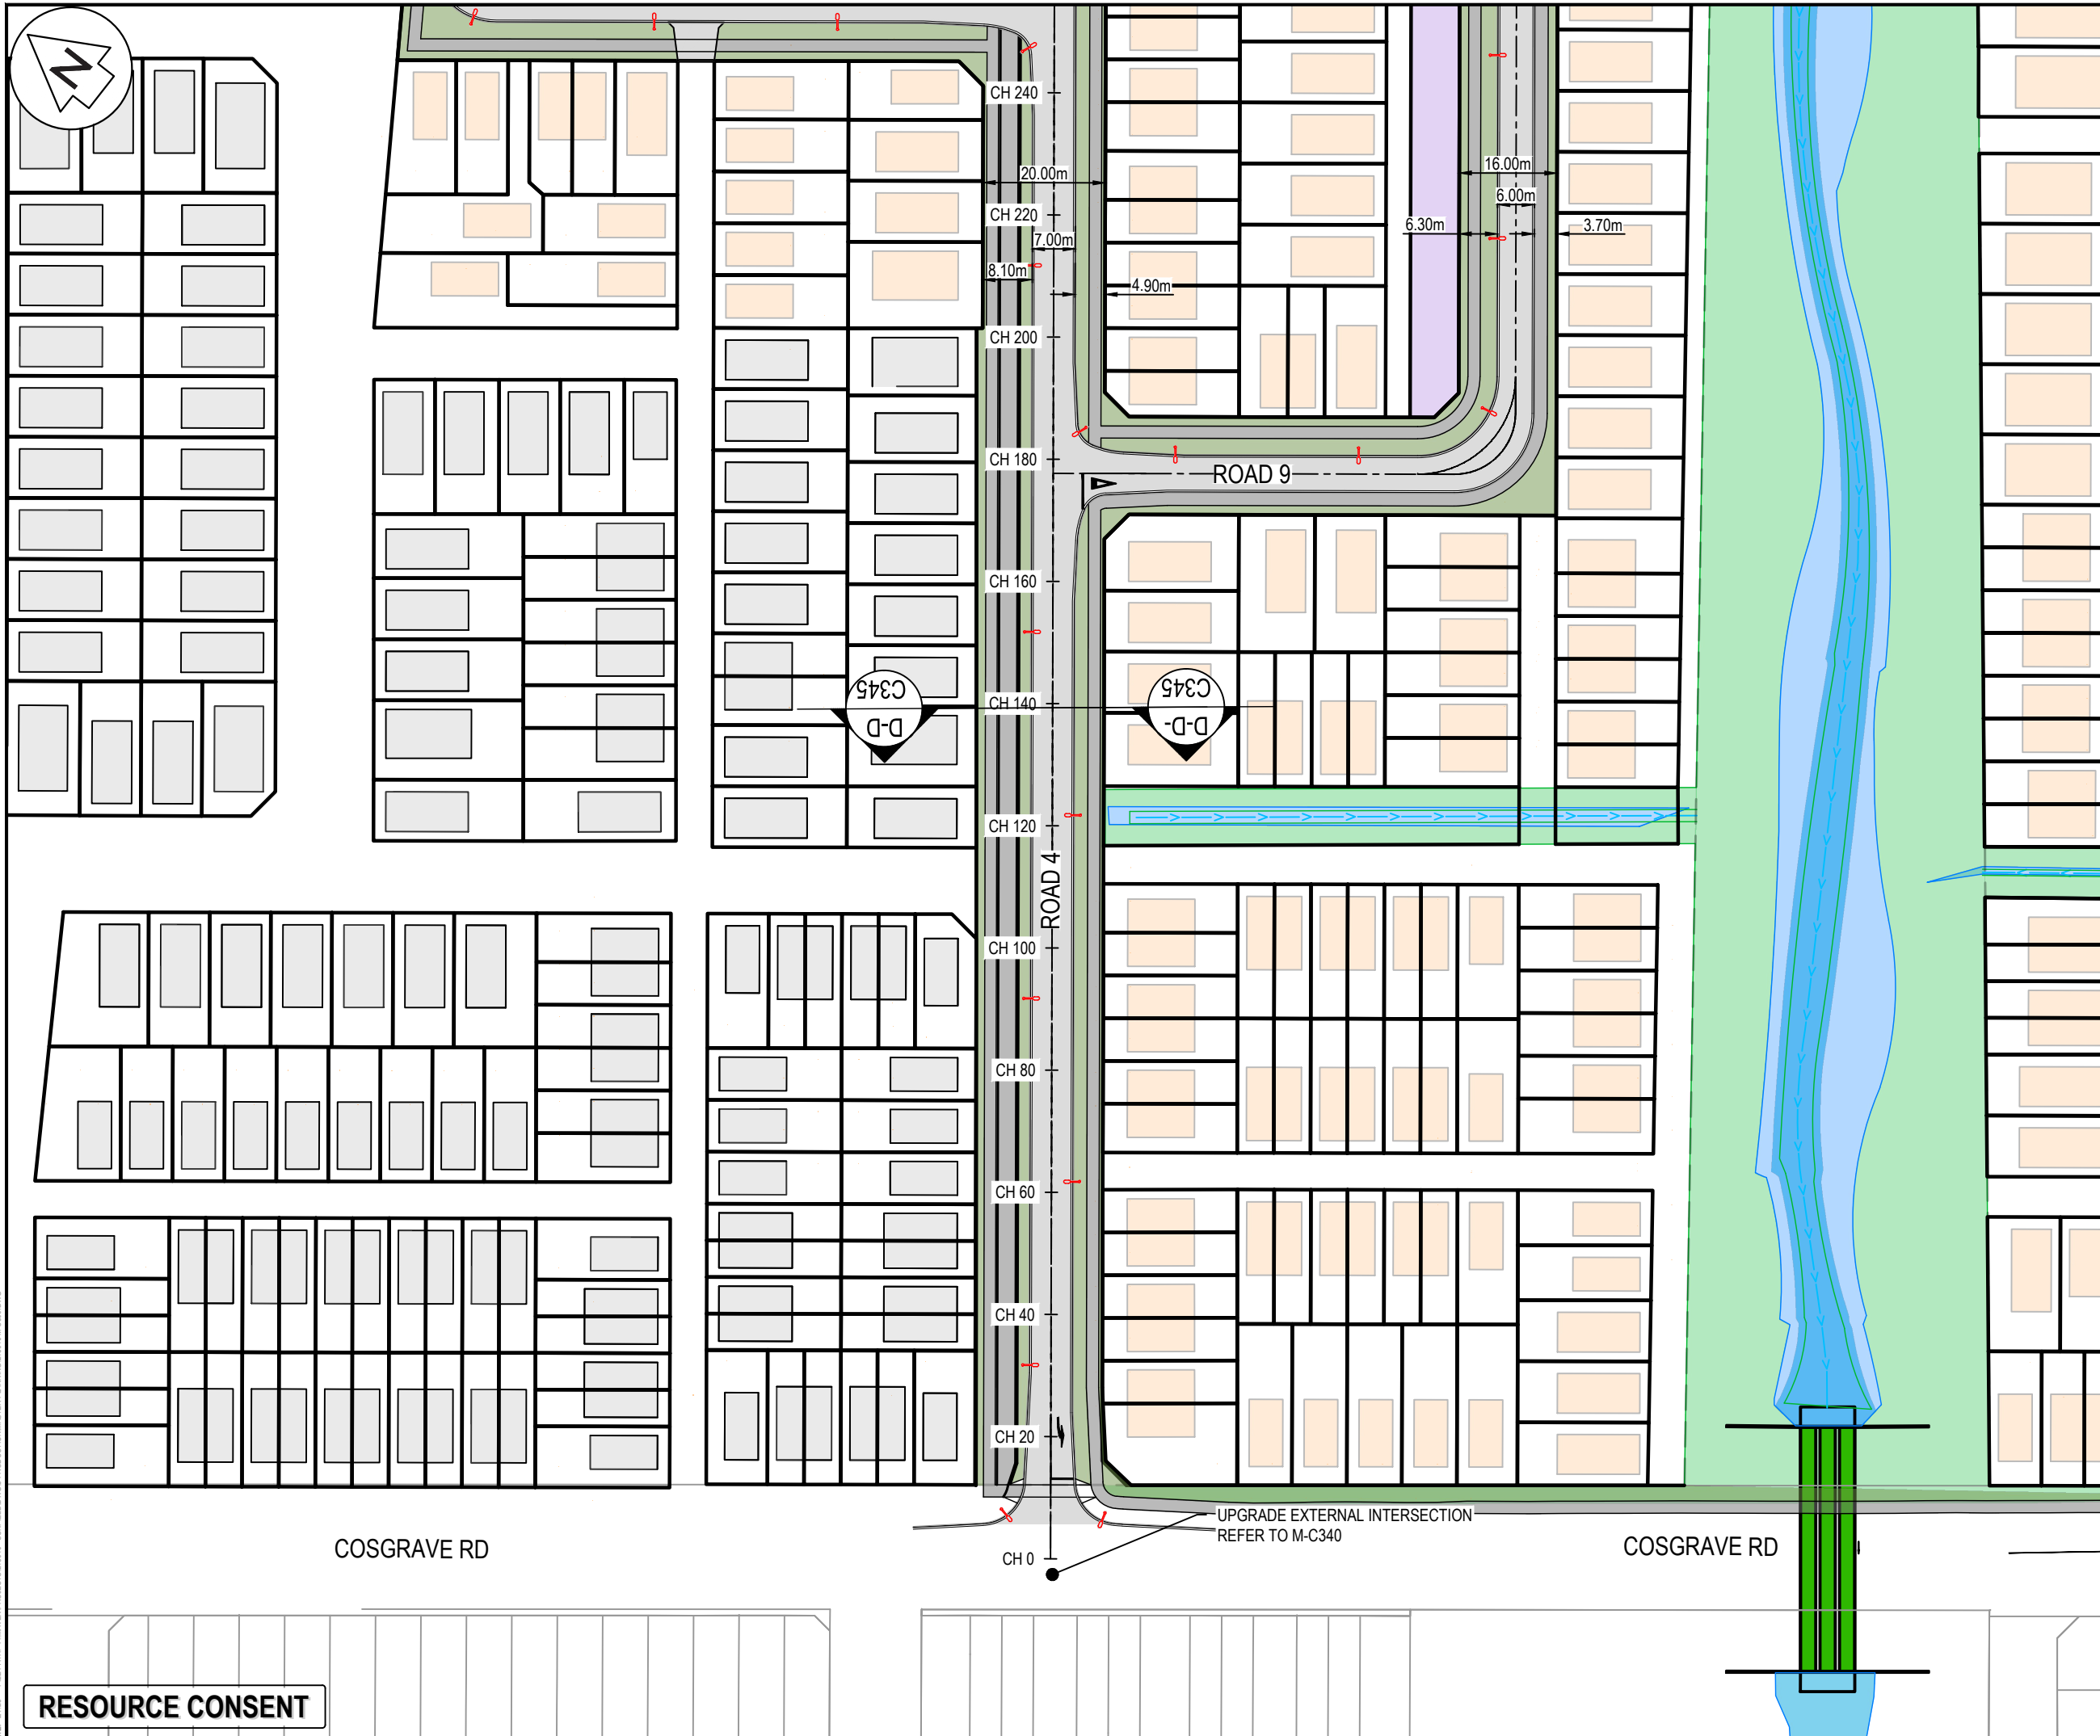 N
CH 240
16.00m
20.00m
6.00m
CH 220
6.30m
3.70m
7.00m
8.10m
4.90m
CH 200
CH 180
ROAD 9
CH 160
C345
D-D
CH 140
C345
D-D-
CH 120
ROAD 4
CH 100
CH 80
CH 60
CH 40
CH 20
UPGRADE EXTERNAL INTERSECTION
REFER TO M-C340
COSGRAVE RD
CH 0
COSGRAVE RD
RESOURCE CONSENT